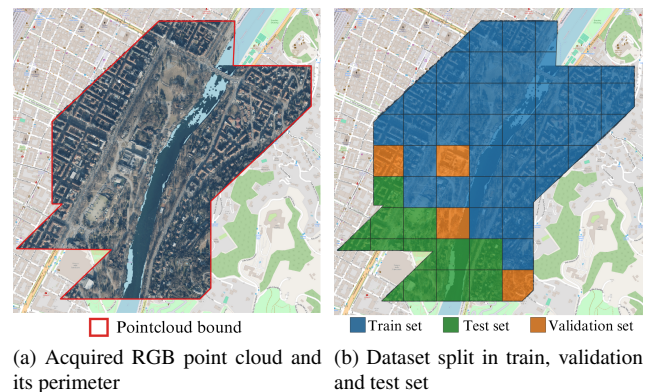 Pointcloud bound
Train set Test set Validation set
(a) Acquired RGB point cloud and its perimeter
(b) Dataset split in train, validation and test set